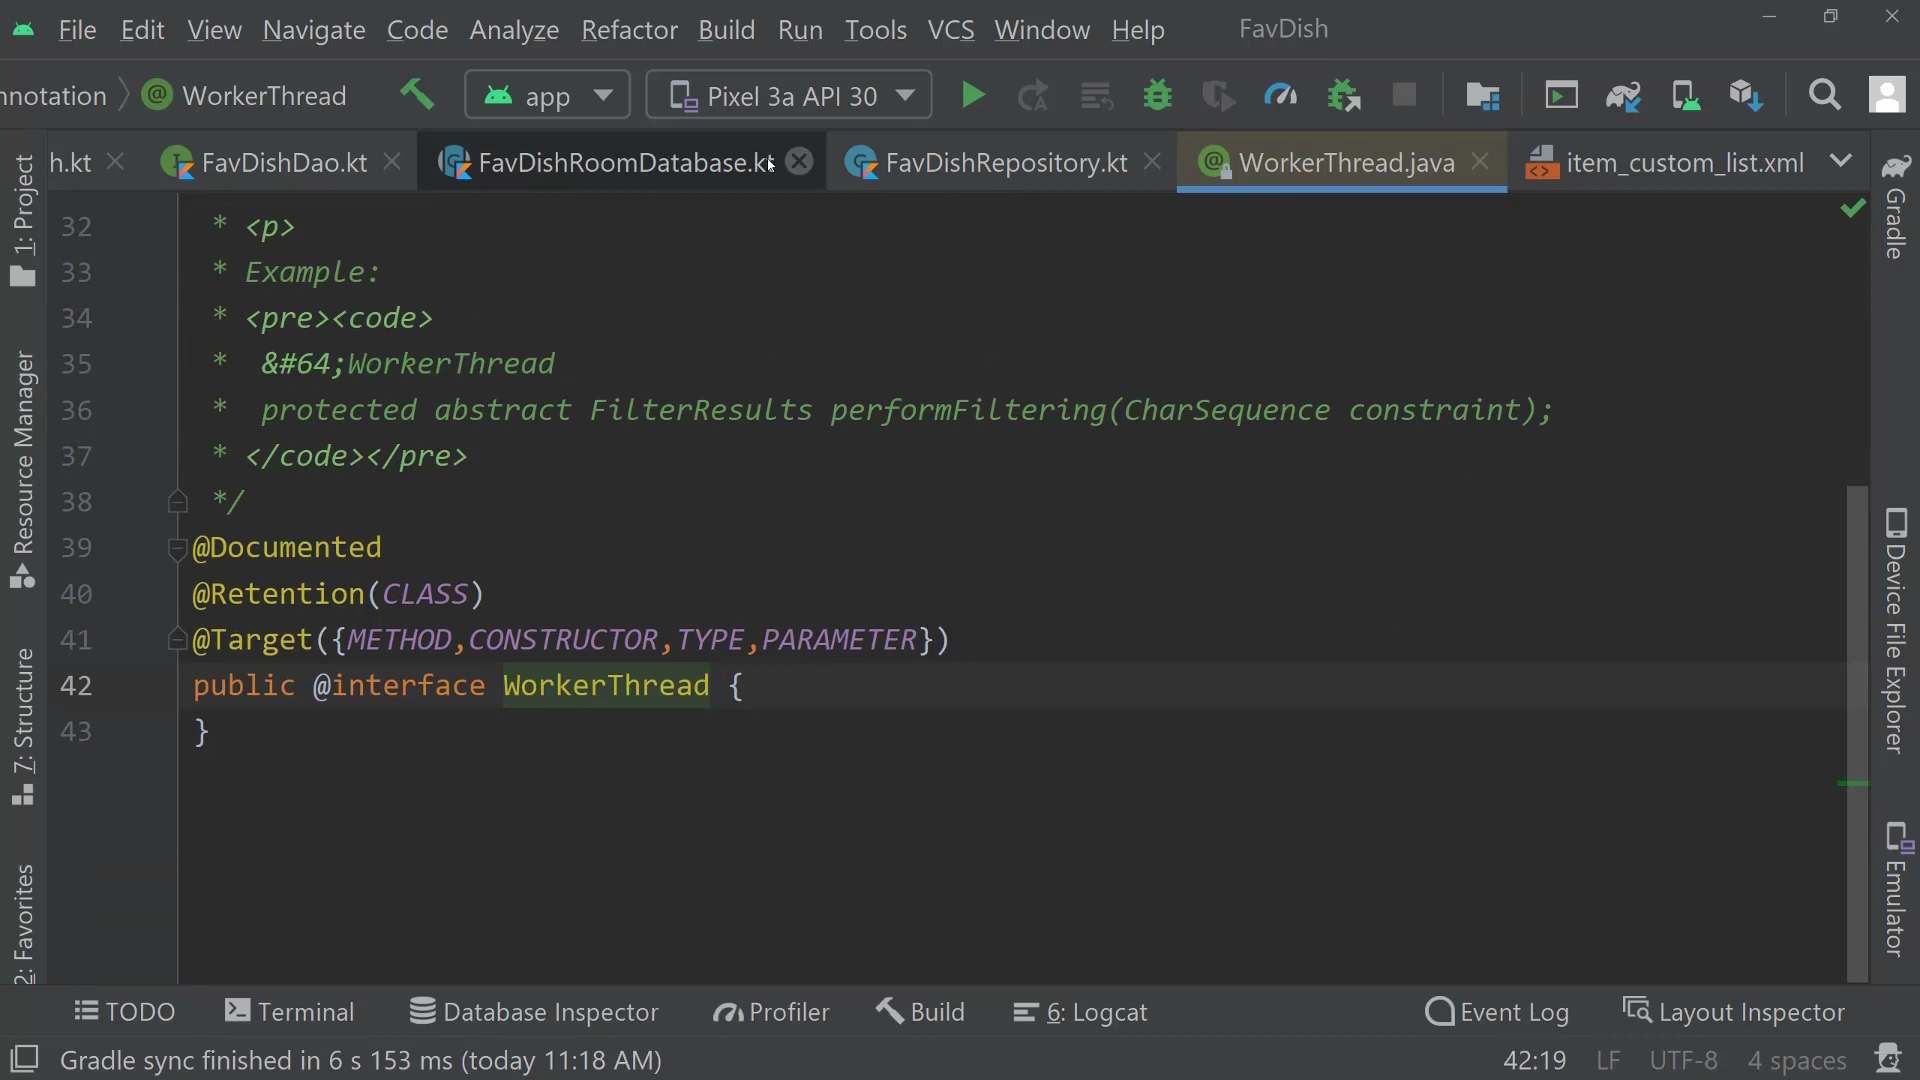 File Edit View Navigate Code Analyze Refactor Build Run Tools VCS Window Help FavDish
nnotation WorkerThread app Pixel 3a API 30
h.kt FavDishDao.kt FavDishRoomDatabase.kt FavDishRepository.kt WorkerThread.java item_custom_list.xml
32 * <p>
33 * Example:
34 * <pre><code>
35 * &#64;WorkerThread
36 * protected abstract FilterResults performFiltering(CharSequence constraint);
37 * </code></pre>
38 */
39 @Documented
40 @Retention(CLASS)
41 @Target({METHOD,CONSTRUCTOR,TYPE,PARAMETER})
42 public @interface WorkerThread {
43 }
1: Project
Resource Manager
7: Structure
2: Favorites
Gradle
Device File Explorer
Emulator
TODO Terminal Database Inspector Profiler Build 6: Logcat Event Log Layout Inspector
Gradle sync finished in 6 s 153 ms (today 11:18 AM) 42:19 LF UTF-8 4 spaces